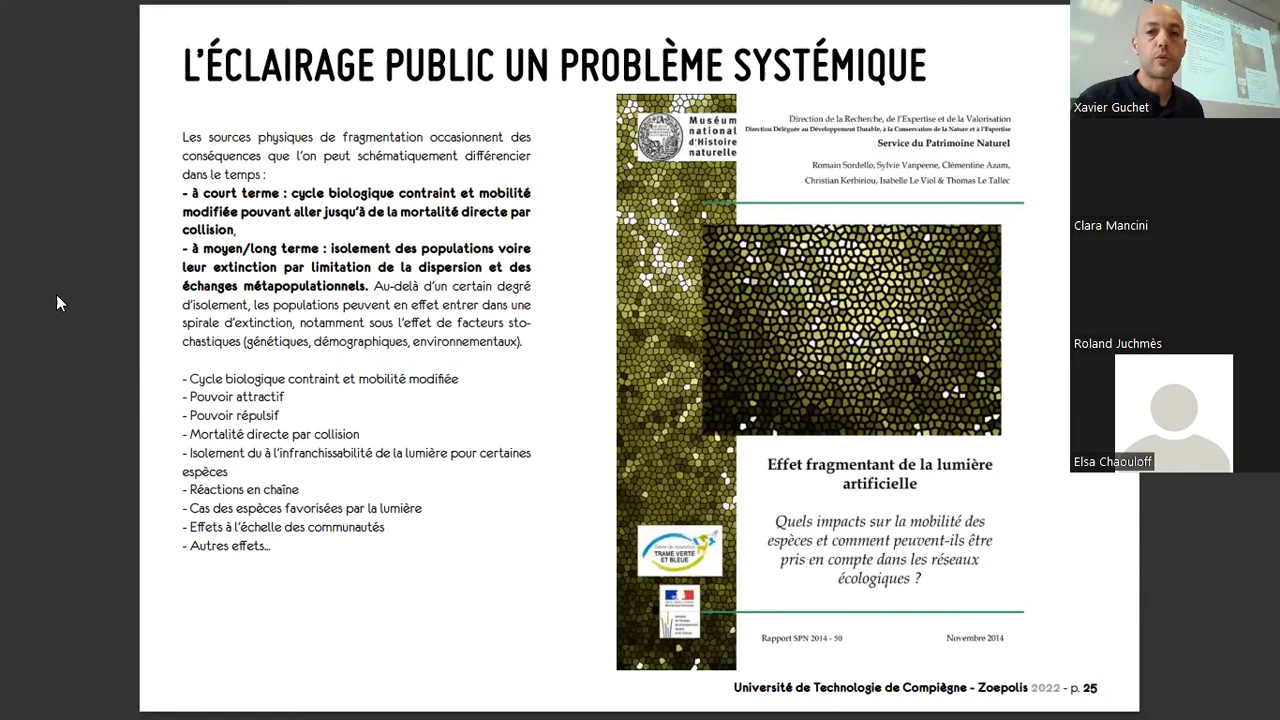 L'ÉCLAIRAGE PUBLIC UN PROBLÈME SYSTÉMIQUE
Les sources physiques de fragmentation occasionnent des
conséquences que l'on peut schématiquement différencier
dans le temps :
- à court terme : cycle biologique contraint et mobilité
modifiée pouvant aller jusqu'à de la mortalité directe par
collision,
- à moyen/long terme : isolement des populations voire
leur extinction par limitation de la dispersion et des
échanges métapopulationnels. Au-delà d'un certain degré
d'isolement, les populations peuvent en effet entrer dans une
spirale d'extinction, notamment sous l'effet de facteurs sto-
chastiques (génétiques, démographiques, environnementaux).
- Cycle biologique contraint et mobilité modifiée
- Pouvoir attractif
- Pouvoir répulsif
- Mortalité directe par collision
- Isolement du à l'infranchissabilité de la lumière pour certaines
espèces
- Réactions en chaîne
- Cas des espèces favorisées par la lumière
- Effets à l'échelle des communautés
- Autres effets...
Muséum
national
d'Histoire
naturelle
Direction de la Recherche, de l'Expertise et de la Valorisation
Direction Déléguée au Développement Durable, à la Conservation de la Nature et à l'Expertise
Service du Patrimoine Naturel
Romain Sordello, Sylvie Vanpeene, Clémentine Azam,
Christian Kerbiriou, Isabelle Le Viol & Thomas Le Tallec
Effet fragmentant de la lumière
artificielle
Quels impacts sur la mobilité des
espèces et comment peuvent-ils être
pris en compte dans les réseaux
écologiques ?
TRAME VERTE
ET BLEUE
Rapport SPN 2014 - 50
Novembre 2014
Université de Technologie de Compiègne - Zoepolis 2022 - p. 25
Xavier Guchet
Clara Mancini
Roland Juchmès
Elsa Chaouloff